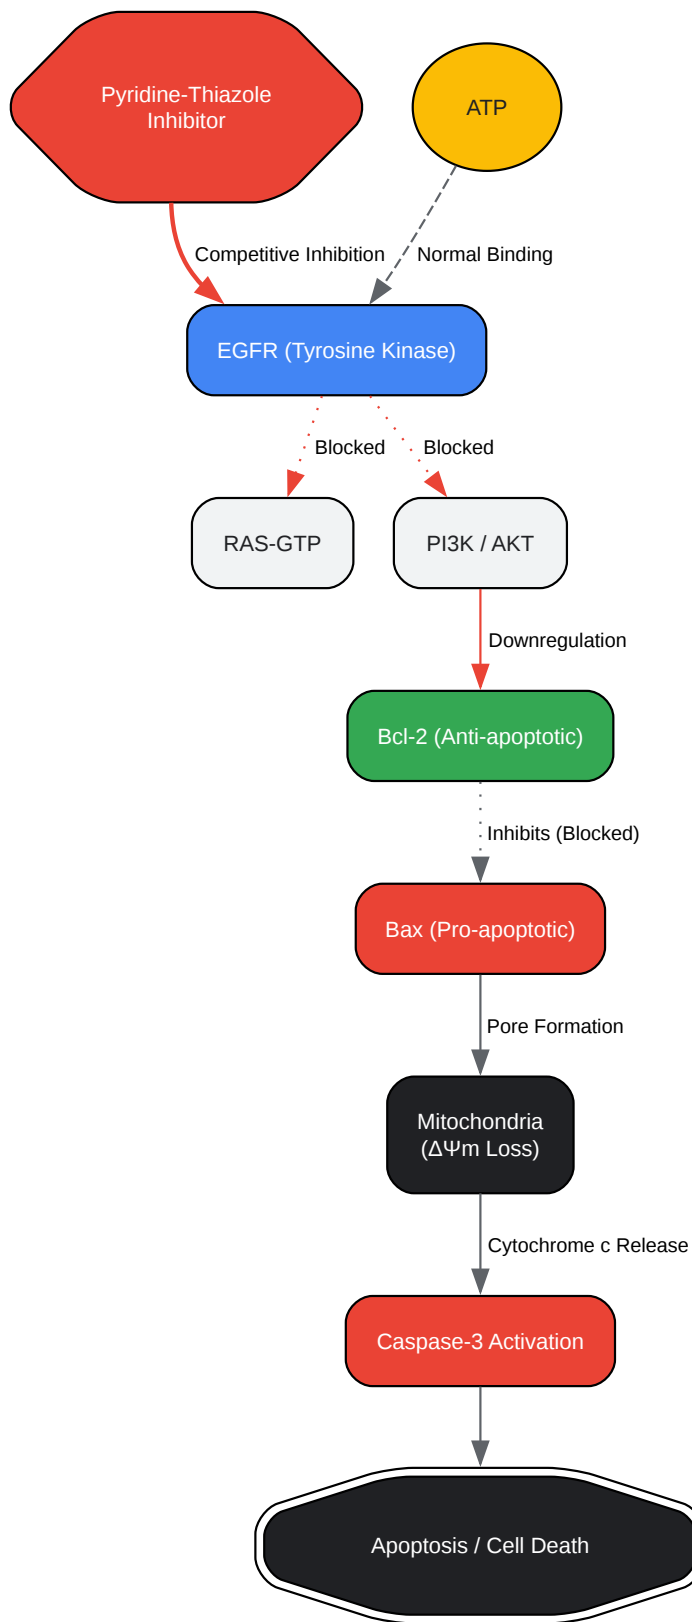 Pyridine-Thiazole
Inhibitor
ATP
Competitive Inhibition
Normal Binding
EGFR (Tyrosine Kinase)
Blocked
Blocked
RAS-GTP
PI3K / AKT
Downregulation
Bcl-2 (Anti-apoptotic)
Inhibits (Blocked)
Bax (Pro-apoptotic)
Pore Formation
Mitochondria
(ΔΨm Loss)
Cytochrome c Release
Caspase-3 Activation
Apoptosis / Cell Death